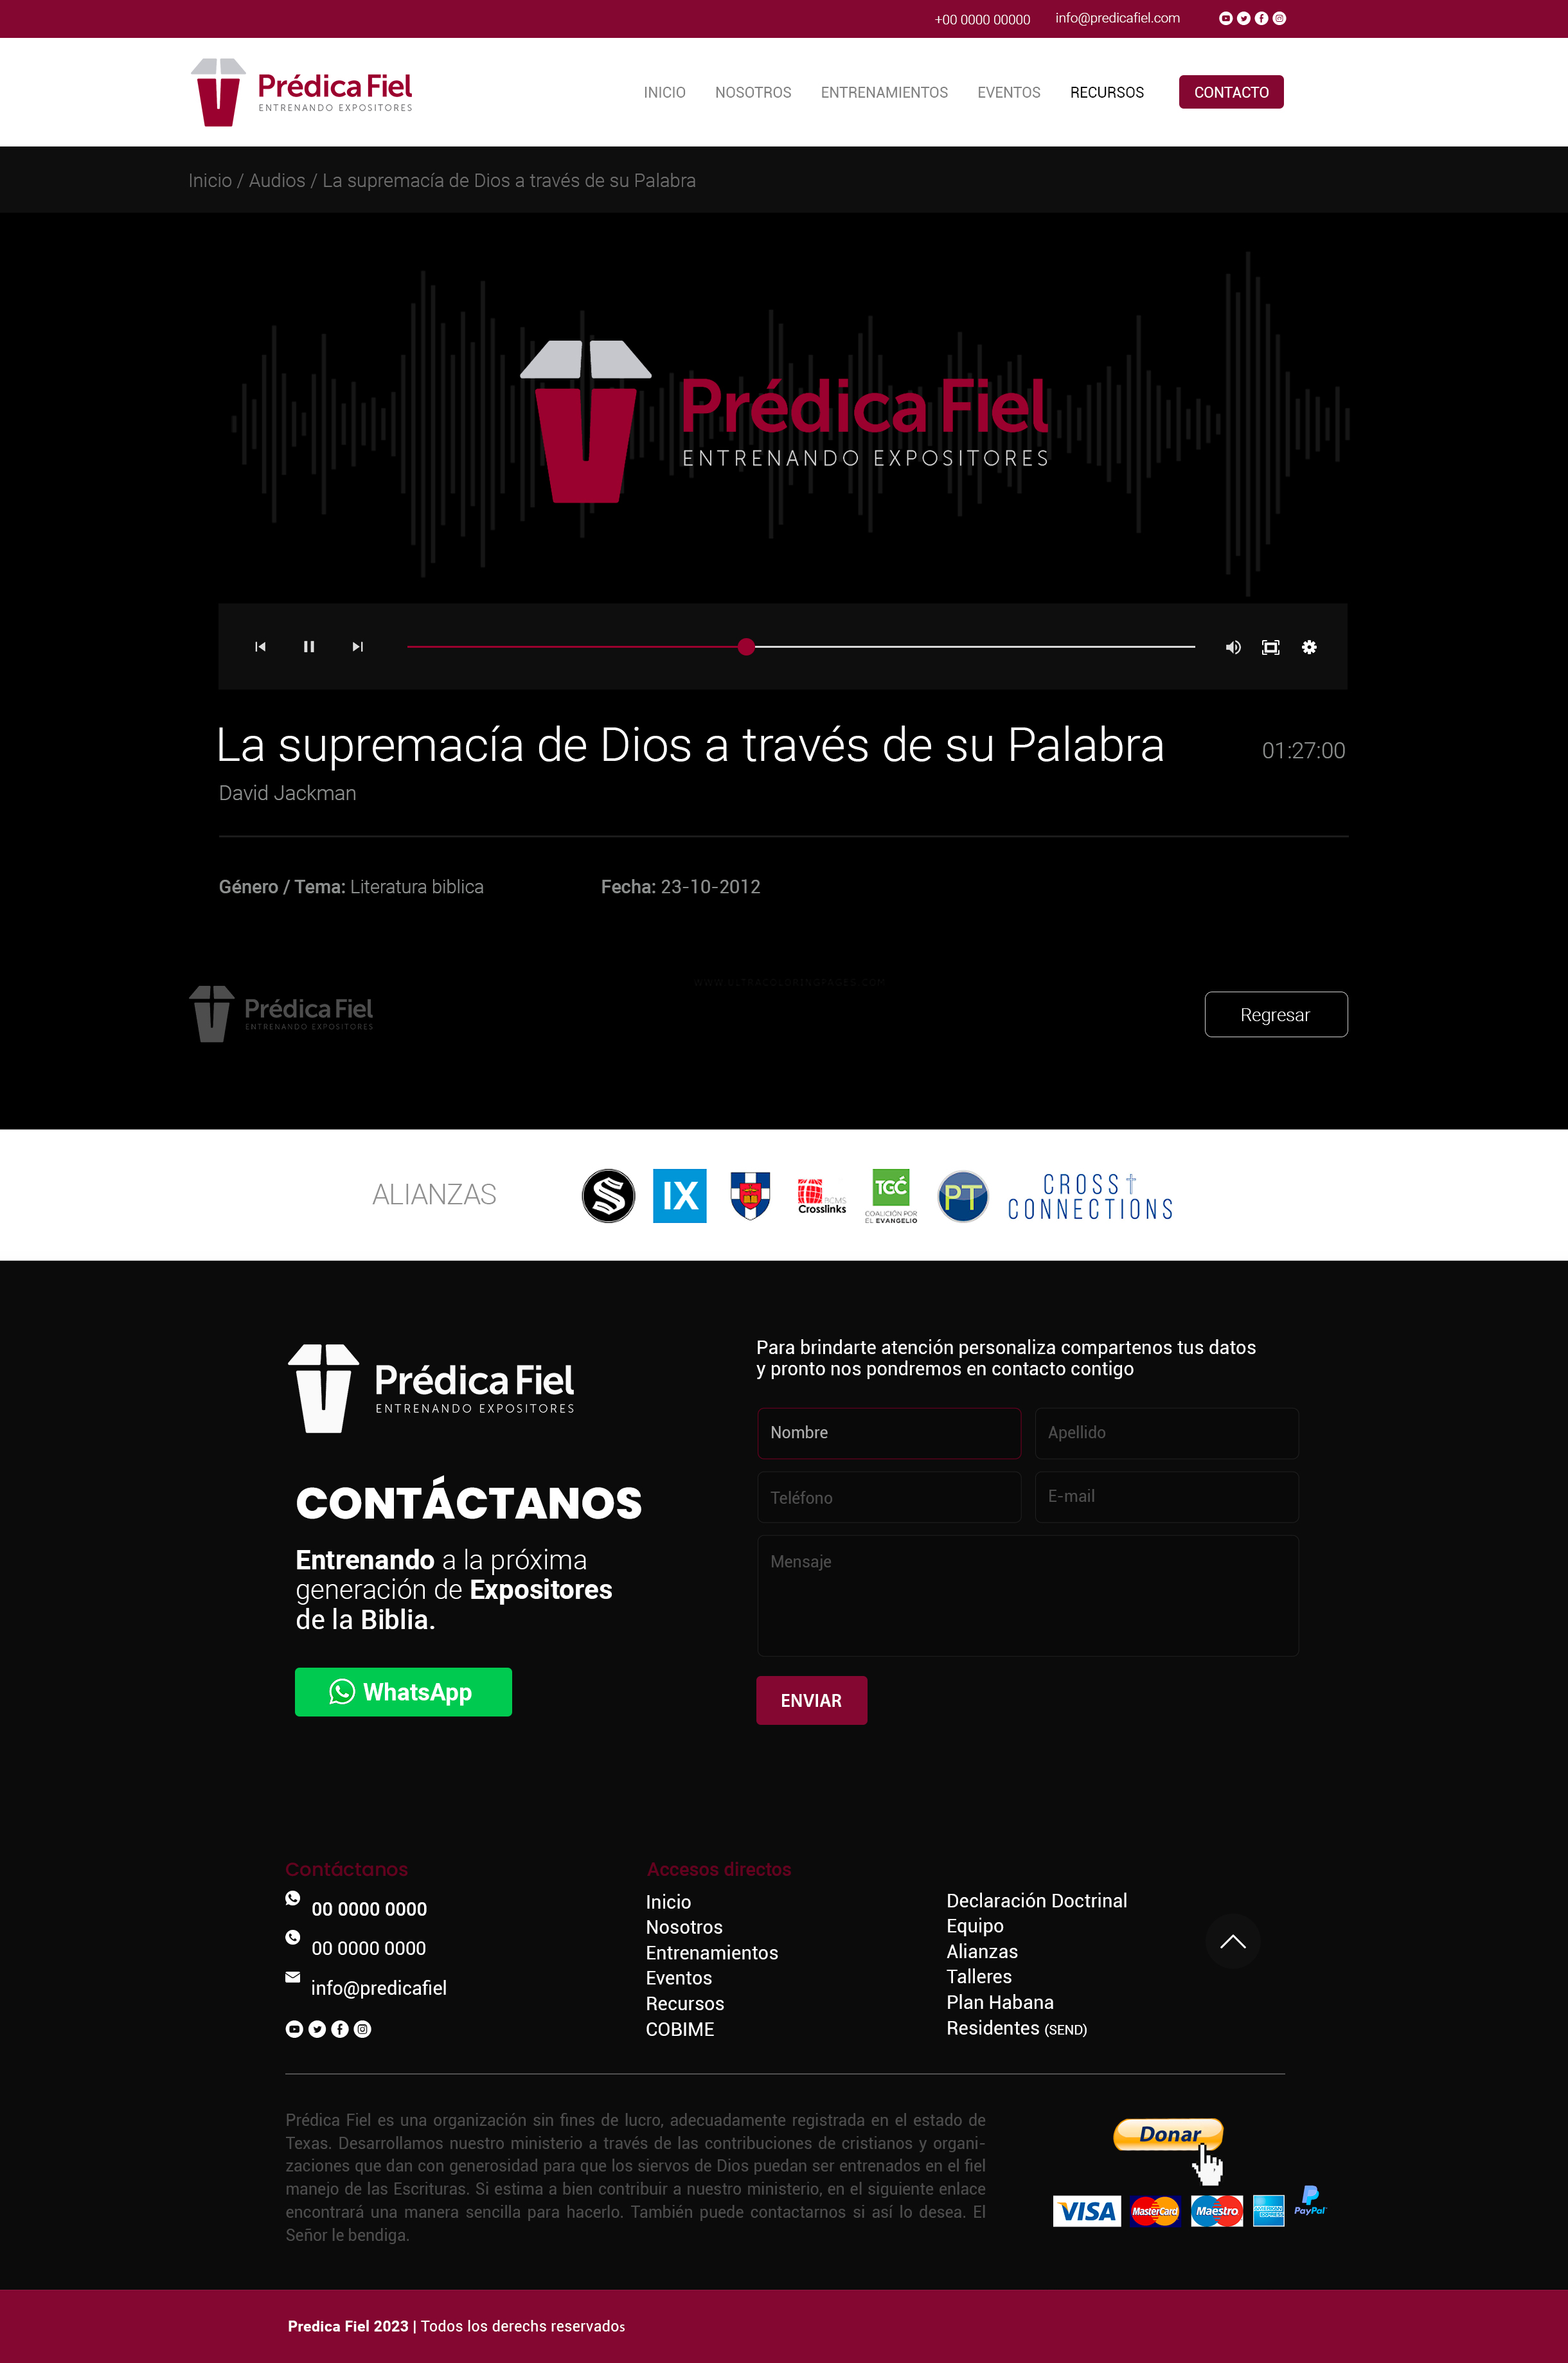 +00 0000 00000 info@predicafiel.com
Prédica Fiel
ENTRENANDO EXPOSITORES
INICIO NOSOTROS ENTRENAMIENTOS EVENTOS RECURSOS CONTACTO
Inicio / Audios / La supremacía de Dios a través de su Palabra
Prédica Fiel
ENTRENANDO EXPOSITORES
La supremacía de Dios a través de su Palabra 01:27:00
David Jackman
Género / Tema: Literatura biblica Fecha: 23-10-2012
WWW.ULTRACOLORINGPAGES.COM
Prédica Fiel
ENTRENANDO EXPOSITORES
Regresar
ALIANZAS
S
IX
BCMS
Crosslinks
TGC
COALICIÓN POR
EL EVANGELIO
PT
CROSS
CONNECTIONS
Prédica Fiel
ENTRENANDO EXPOSITORES
CONTÁCTANOS
Entrenando a la próxima
generación de Expositores
de la Biblia.
WhatsApp
Para brindarte atención personaliza compartenos tus datos
y pronto nos pondremos en contacto contigo
Nombre Apellido
Teléfono E-mail
Mensaje
ENVIAR
Contáctanos
00 0000 0000
00 0000 0000
info@predicafiel
Accesos directos
Inicio
Nosotros
Entrenamientos
Eventos
Recursos
COBIME
Declaración Doctrinal
Equipo
Alianzas
Talleres
Plan Habana
Residentes (SEND)
Prédica Fiel es una organización sin fines de lucro, adecuadamente registrada en el estado de
Texas. Desarrollamos nuestro ministerio a través de las contribuciones de cristianos y organi-
zaciones que dan con generosidad para que los siervos de Dios puedan ser entrenados en el fiel
manejo de las Escrituras. Si estima a bien contribuir a nuestro ministerio, en el siguiente enlace
encontrará una manera sencilla para hacerlo. También puede contactarnos si así lo desea. El
Señor le bendiga.
Donar
VISA MasterCard Maestro AMERICAN EXPRESS PayPal
Predica Fiel 2023 | Todos los derechs reservados